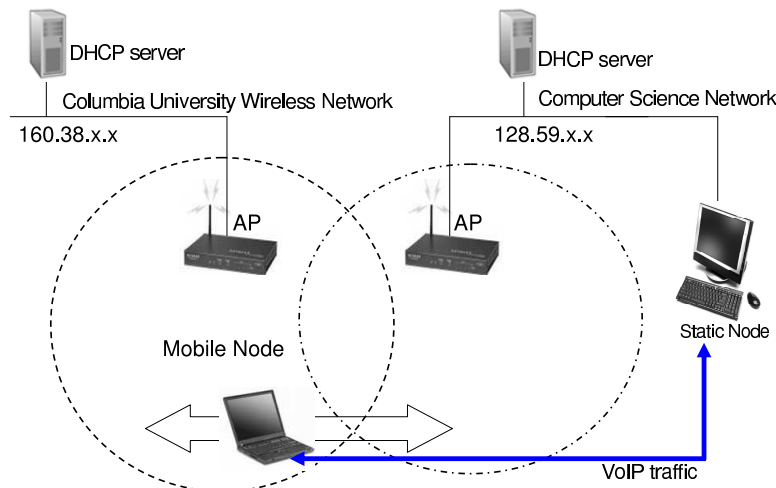 DHCP server
DHCP server
Columbia University Wireless Network
Computer Science Network
160.38.x.x
128.59.x.x
AP
AP
Static Node
Mobile Node
VoIP traffic